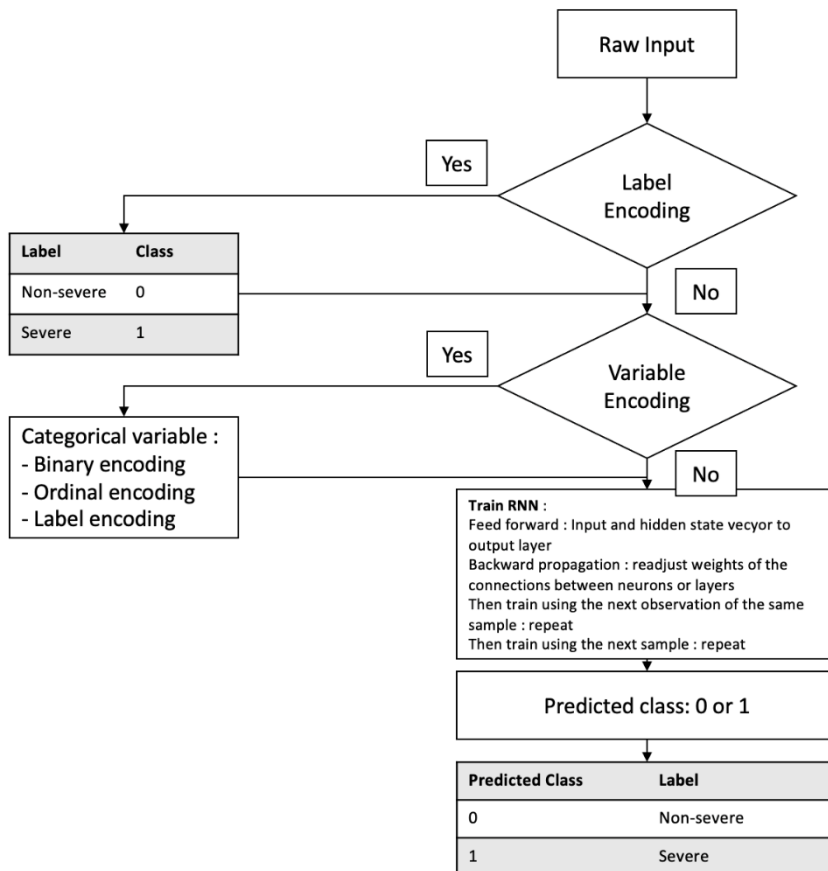 Raw Input
Yes
Label
Encoding
Label Class
Non-severe 0
Severe 1
No
Yes
Variable
Encoding
Categorical variable :
- Binary encoding
- Ordinal encoding
- Label encoding
No
Train RNN :
Feed forward : Input and hidden state vecyor to
output layer
Backward propagation : readjust weights of the
connections between neurons or layers
Then train using the next observation of the same
sample : repeat
Then train using the next sample : repeat
Predicted class: 0 or 1
Predicted Class Label
0 Non-severe
1 Severe